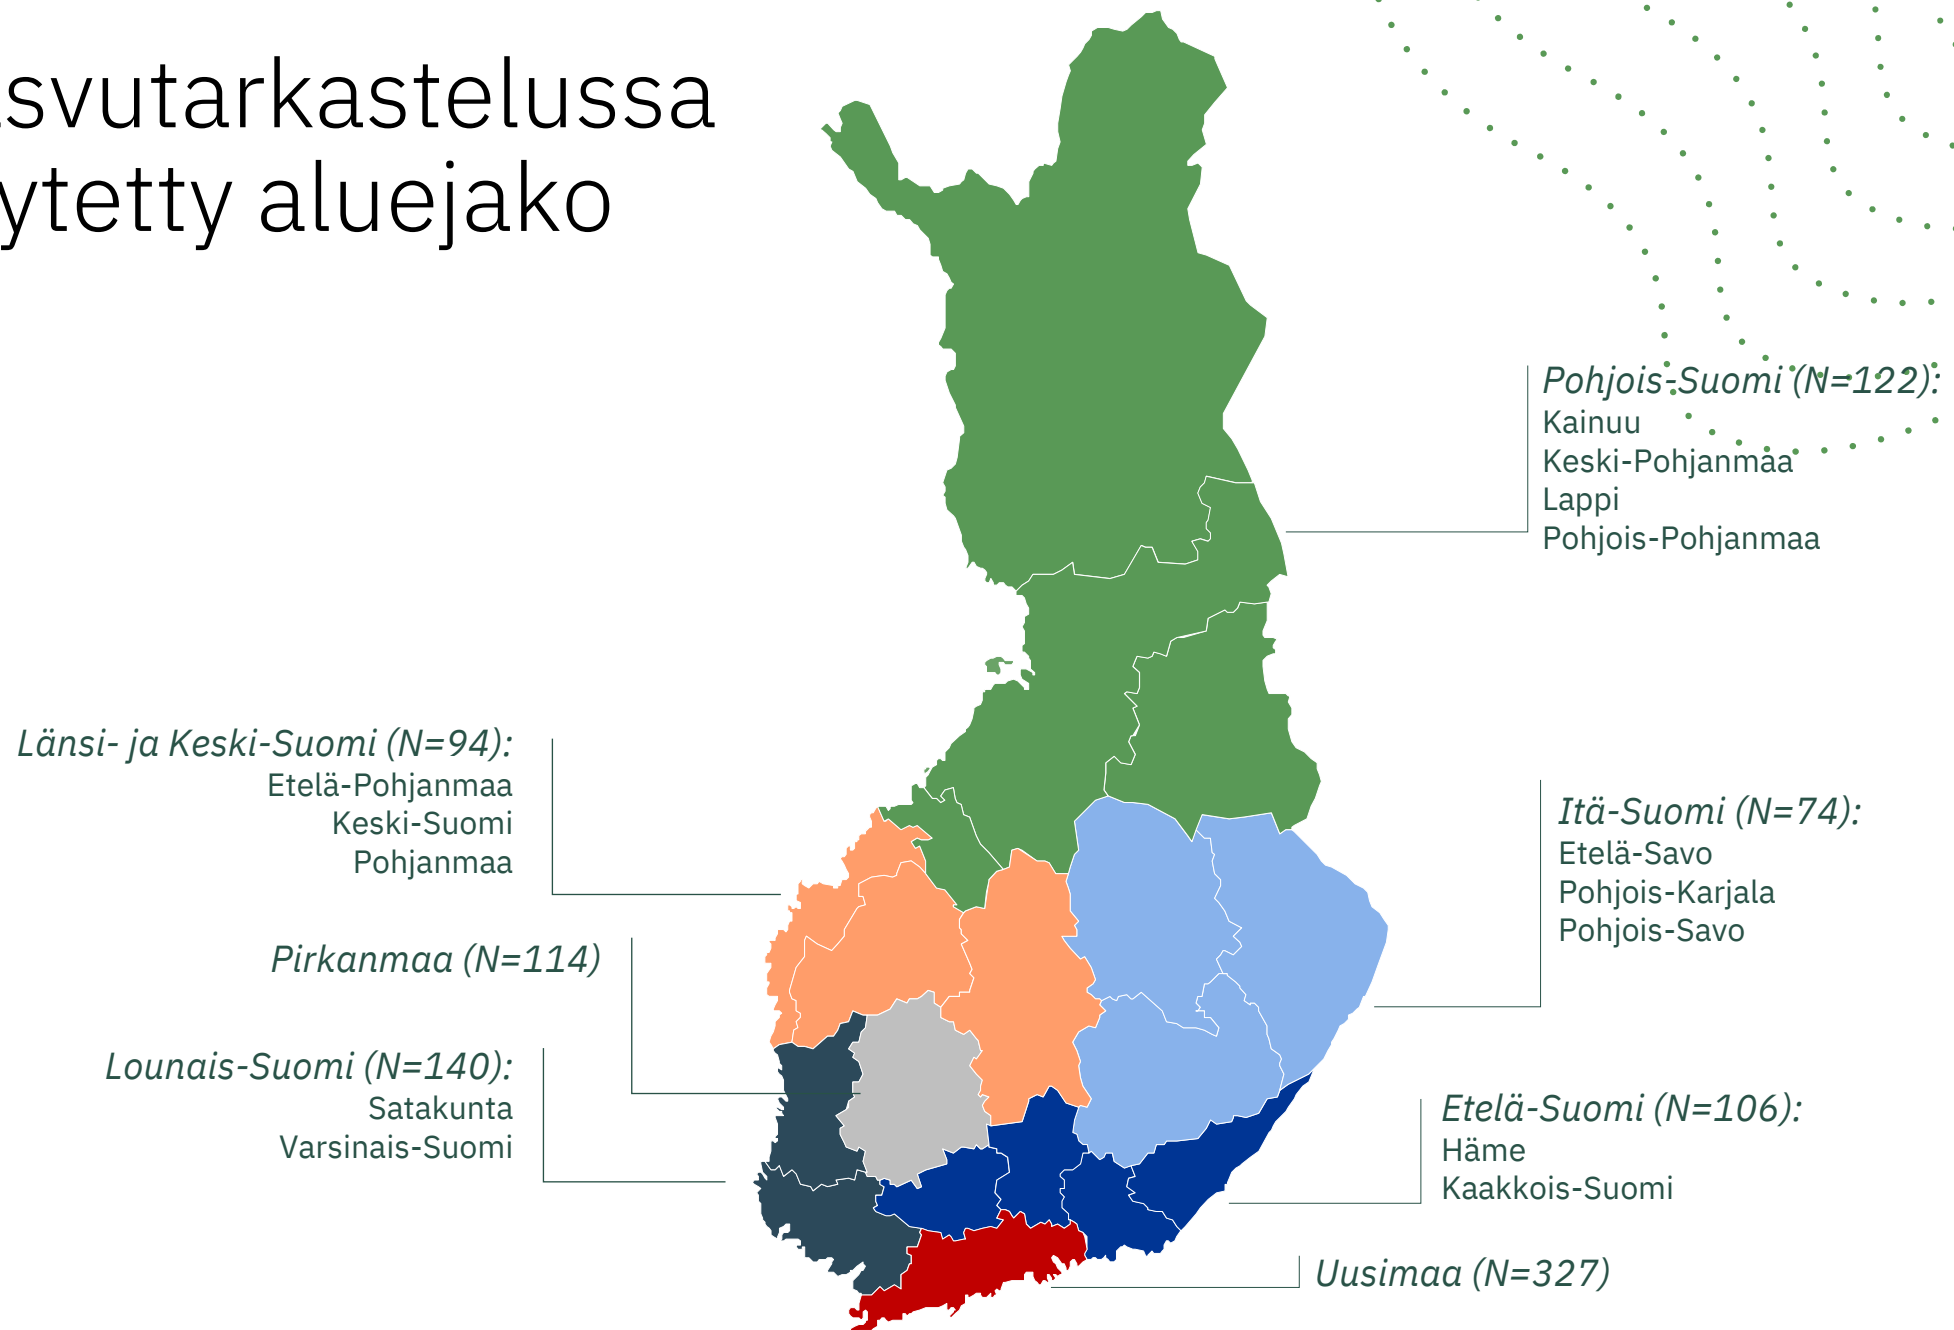 svutarkastelussa
ytetty aluejako
Pohjois-Suomi (N=122):
Kainuu
Keski-Pohjanmaa
Lappi
Pohjois-Pohjanmaa
Länsi- ja Keski-Suomi (N=94):
Etelä-Pohjanmaa
Keski-Suomi
Pohjanmaa
Itä-Suomi (N=74):
Etelä-Savo
Pohjois-Karjala
Pohjois-Savo
Pirkanmaa (N=114)
Lounais-Suomi (N=140):
Satakunta
Varsinais-Suomi
Etelä-Suomi (N=106):
Häme
Kaakkois-Suomi
Uusimaa (N=327)